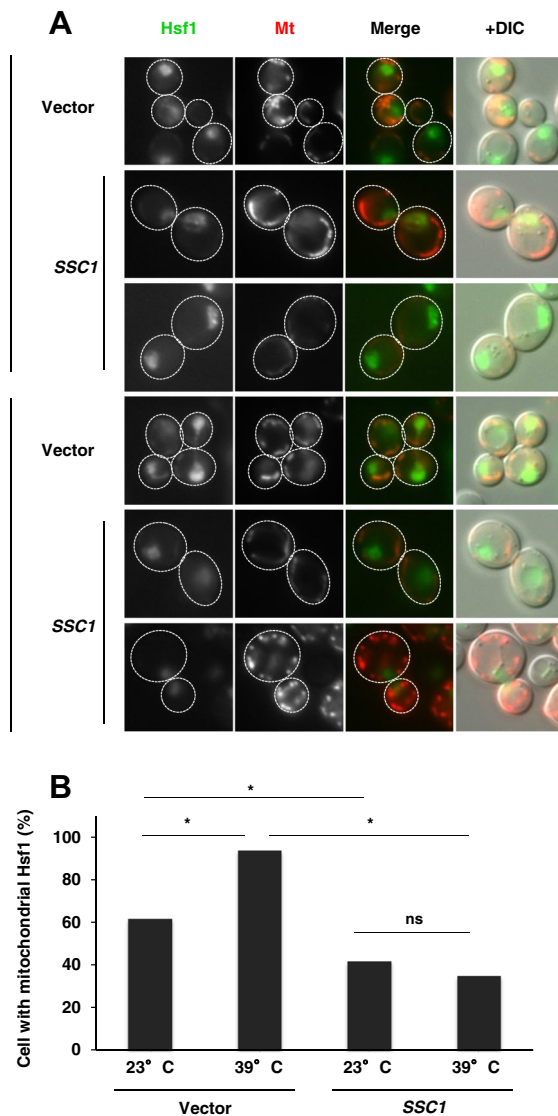 A
Hsf1 Mt Merge +DIC
Vector
SSC1
Vector
SSC1
B
Cell with mitochondrial Hsf1 (%)
100
80
60
40
20
0
*
* *
ns
23° C 39° C 23° C 39° C
Vector SSC1